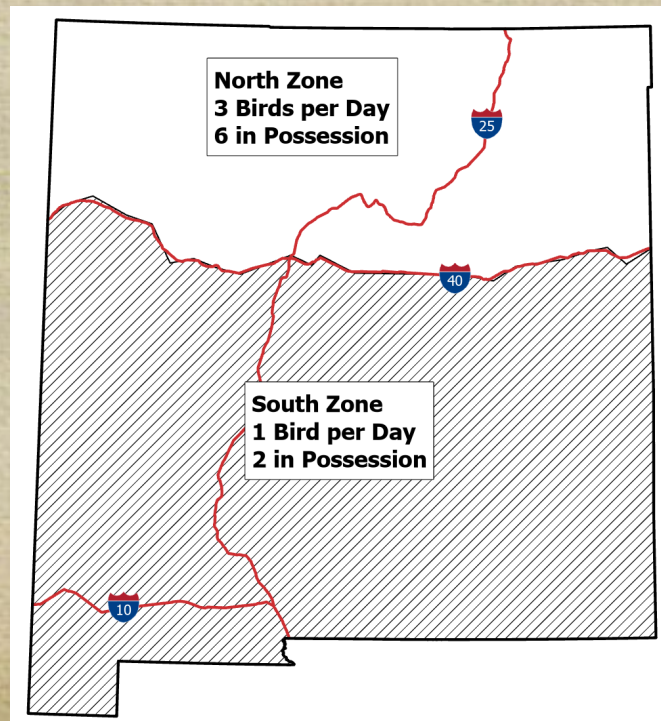 North Zone
3 Birds per Day
6 in Possession
25
40
South Zone
1 Bird per Day
2 in Possession
10